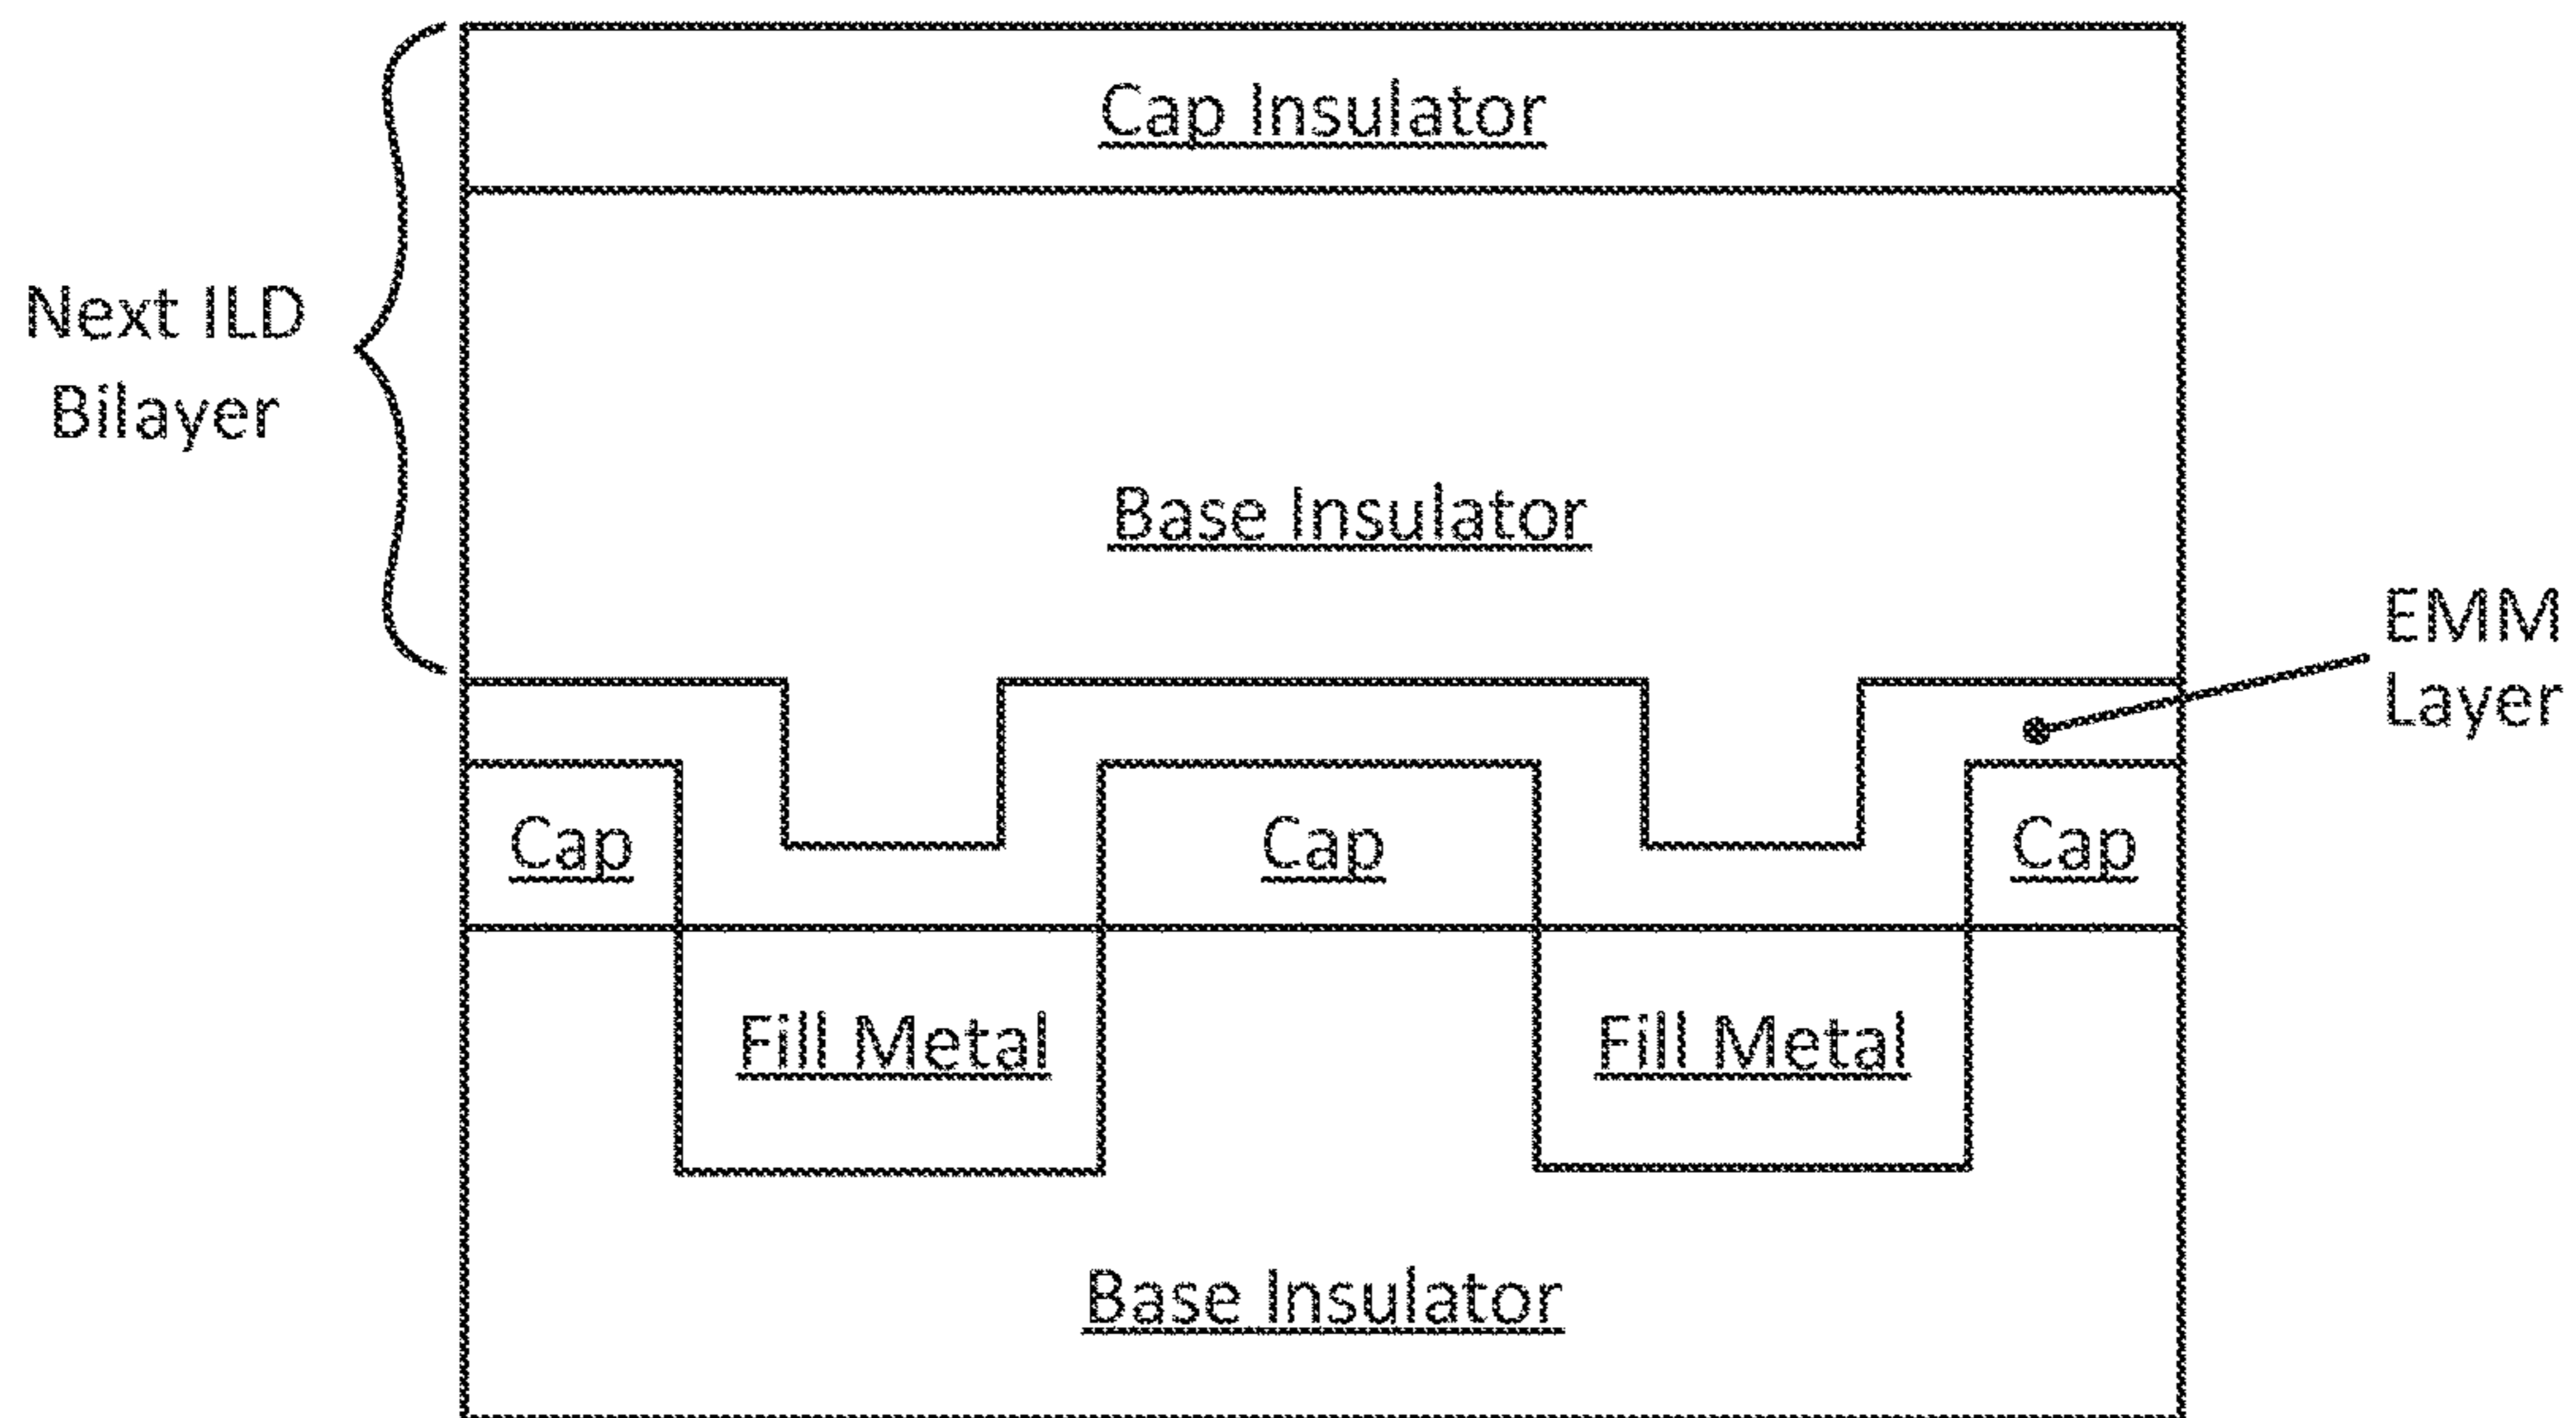 Cap Insulator
Next ILD
Bilayer
Base Insulator
EMM
Layer
Cap
Cap
Cap
Fill Metal
Fill Metal
Base Insulator